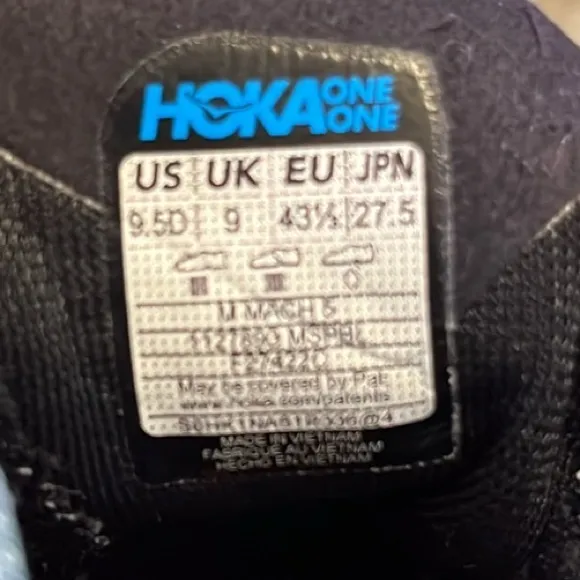 HOKA ONE ONE
US UK EU JPN
9.5D 9 43⅓ 27.5
M MACH 5
F27422D
May be covered by Pat.
www.hoka.com/patents
MADE IN VIETNAM
FABRIQUE AU VIETNAM
HECHO EN VIETNAM